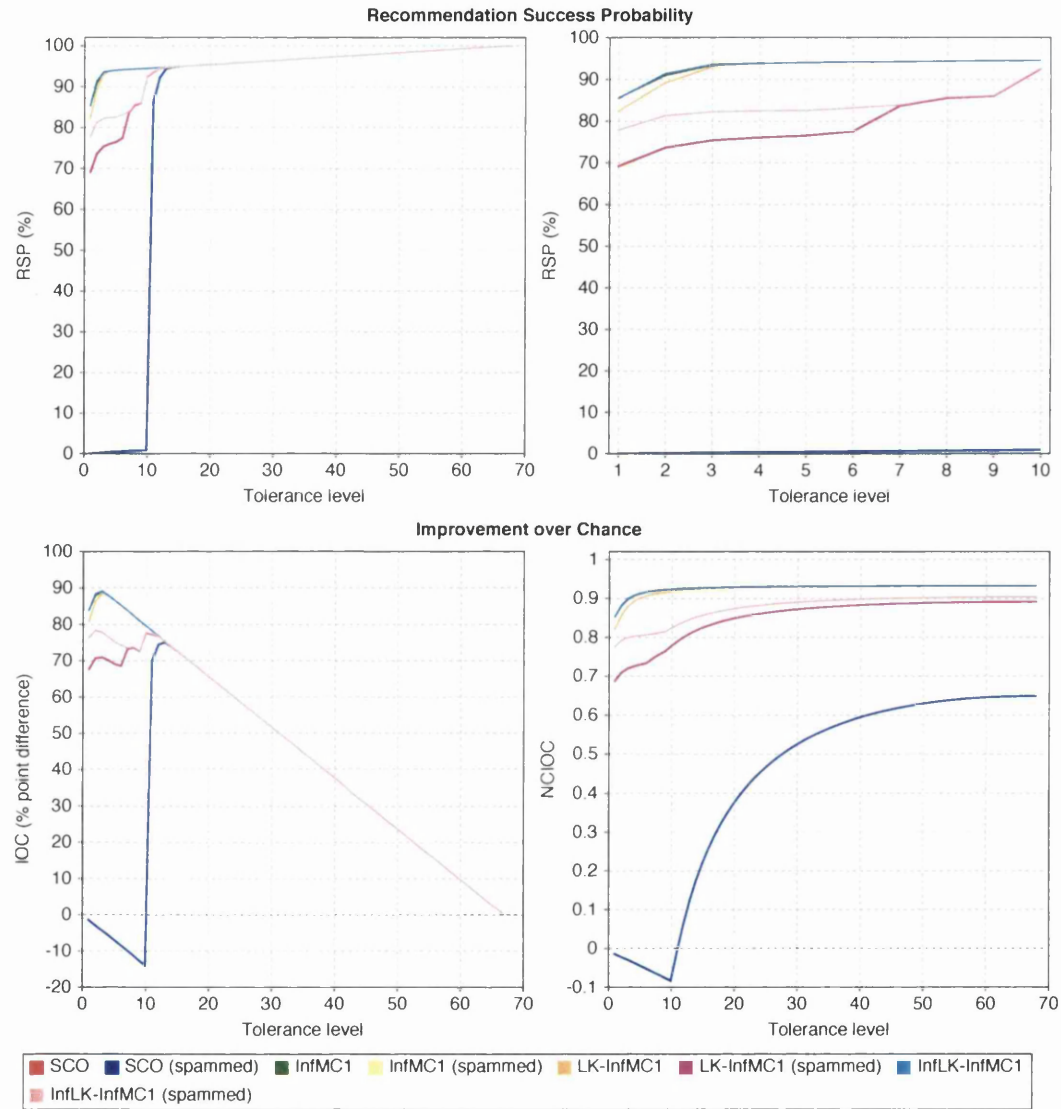 Recommendation Success Probability
100
90
80
70
60
50
40
30
20
10
0
RSP (%)
0 10 20 30 40 50 60 70
Tolerance level
100
90
80
70
60
50
40
30
20
10
0
RSP (%)
1 2 3 4 5 6 7 8 9 10
Tolerance level
Improvement over Chance
100
90
80
70
60
50
40
30
20
10
0
-10
-20
IOC (% point difference)
0 10 20 30 40 50 60 70
Tolerance level
1
0.9
0.8
0.7
0.6
0.5
0.4
0.3
0.2
0.1
0
-0.1
NCIOC
0 10 20 30 40 50 60 70
Tolerance level
SCO SCO (spammed) InfMC1 InfMC1 (spammed) LK-InfMC1 LK-InfMC1 (spammed) InfLK-InfMC1
InfLK-InfMC1 (spammed)